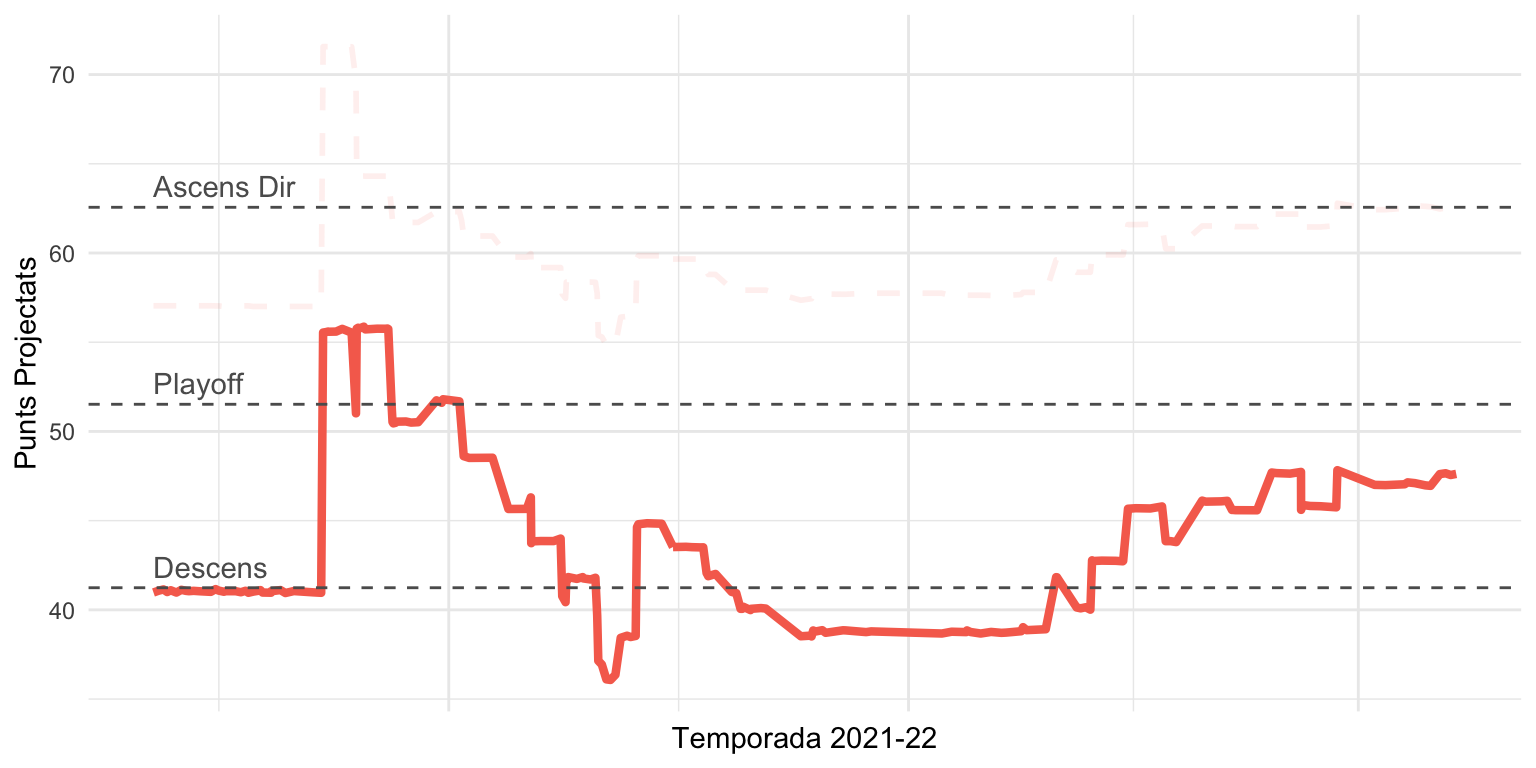 70
Ascens Dir
60
Playoff
50
Descens
40
Punts Projectats
Temporada 2021-22